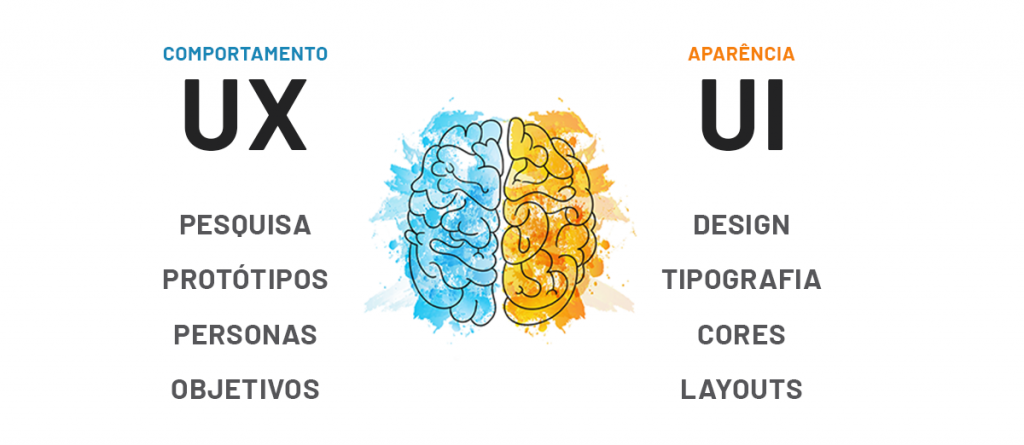 COMPORTAMENTO
UX
PESQUISA
PROTÓTIPOS
PERSONAS
OBJETIVOS
APARÊNCIA
UI
DESIGN
TIPOGRAFIA
CORES
LAYOUTS